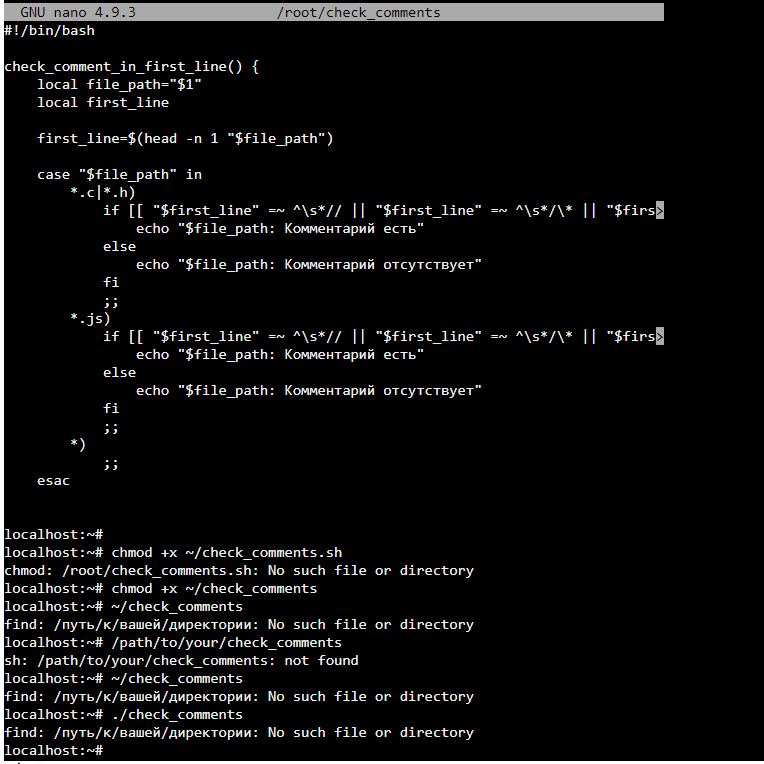 GNU nano 4.9.3 /root/check_comments
#!/bin/bash
check_comment_in_first_line() {
local file_path="$1"
local first_line
first_line=$(head -n 1 "$file_path")
case "$file_path" in
*.c|*.h)
if [[ "$first_line" =~ ^\s*// || "$first_line" =~ ^\s*/\* || "$firs>
echo "$file_path: Комментарий есть"
else
echo "$file_path: Комментарий отсутствует"
fi
;;
*.js)
if [[ "$first_line" =~ ^\s*// || "$first_line" =~ ^\s*/\* || "$firs>
echo "$file_path: Комментарий есть"
else
echo "$file_path: Комментарий отсутствует"
fi
;;
*)
;;
esac
localhost:~#
localhost:~# chmod +x ~/check_comments.sh
chmod: /root/check_comments.sh: No such file or directory
localhost:~# chmod +x ~/check_comments
localhost:~# ~/check_comments
find: /путь/к/вашей/директории: No such file or directory
localhost:~# /path/to/your/check_comments
sh: /path/to/your/check_comments: not found
localhost:~# ~/check_comments
find: /путь/к/вашей/директории: No such file or directory
localhost:~# ./check_comments
find: /путь/к/вашей/директории: No such file or directory
localhost:~#